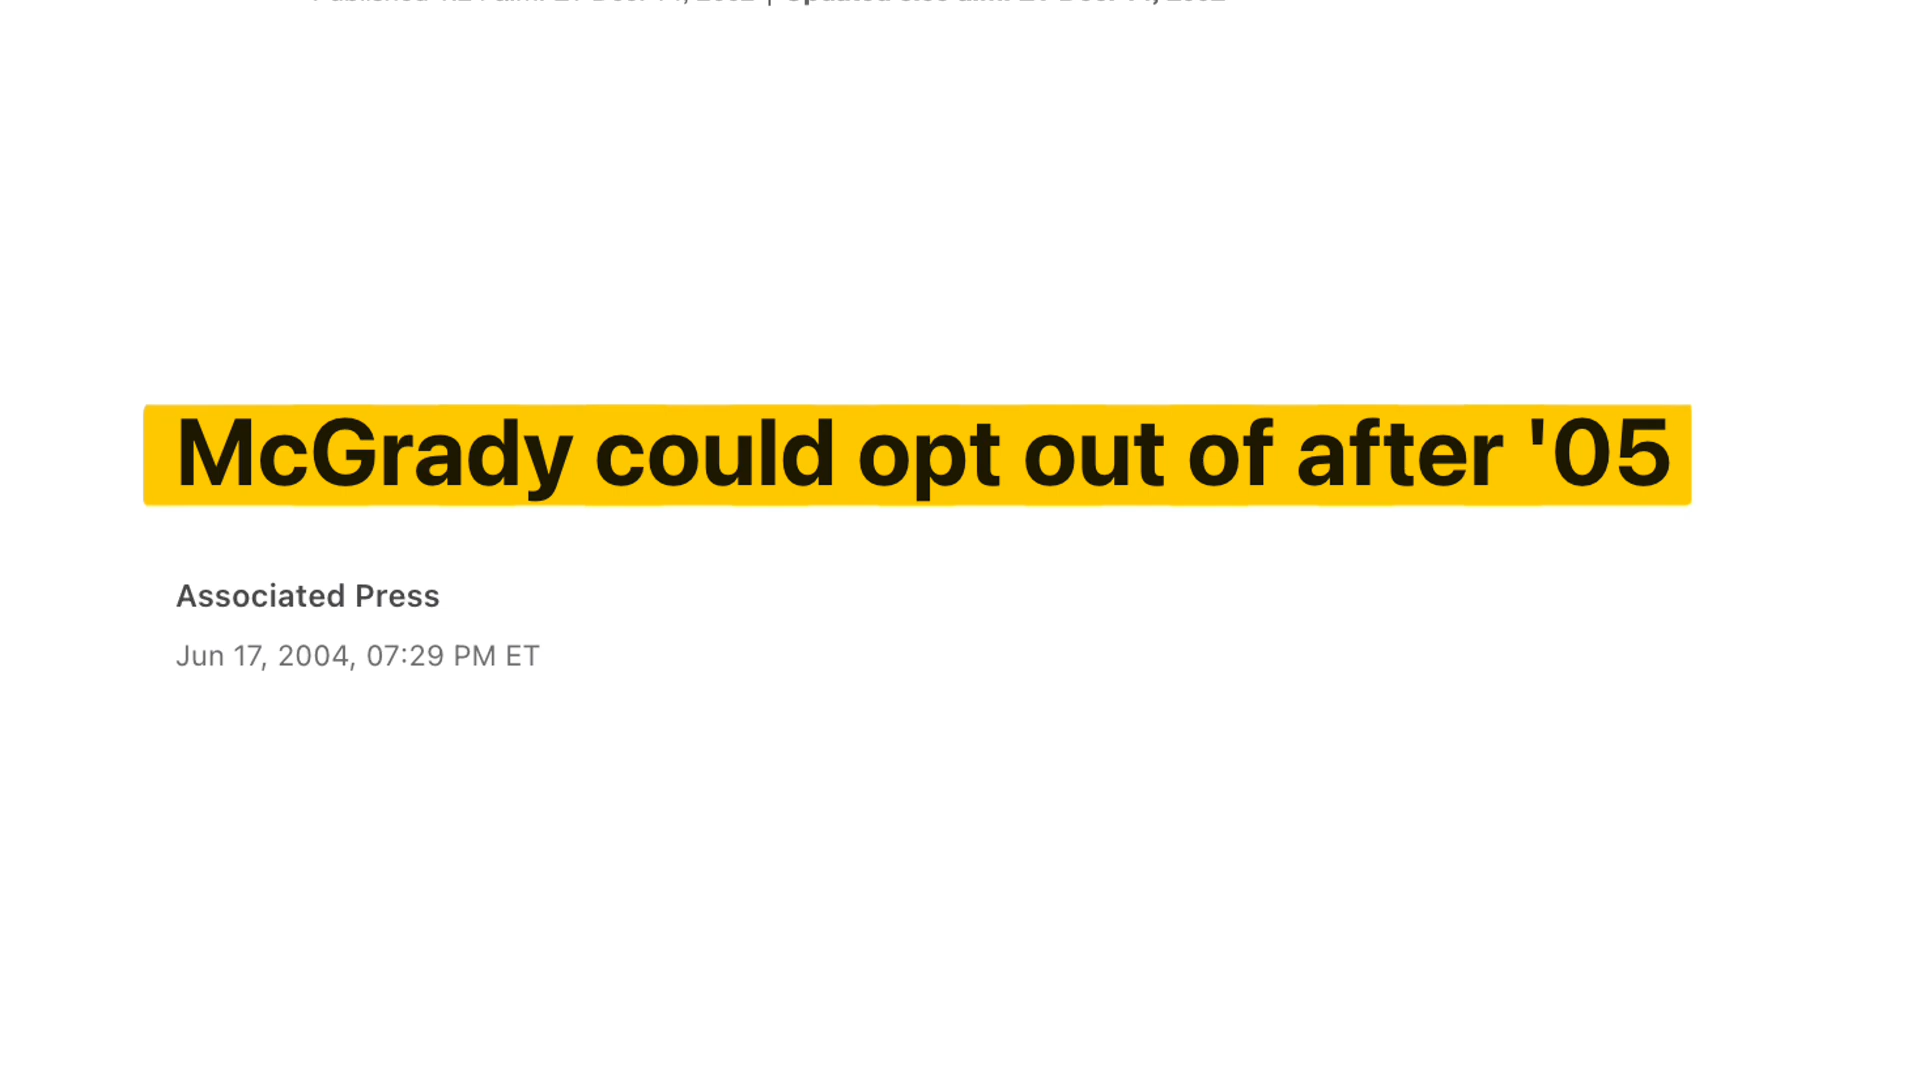 McGrady could opt out of after '05
Associated Press
Jun 17, 2004, 07:29 PM ET